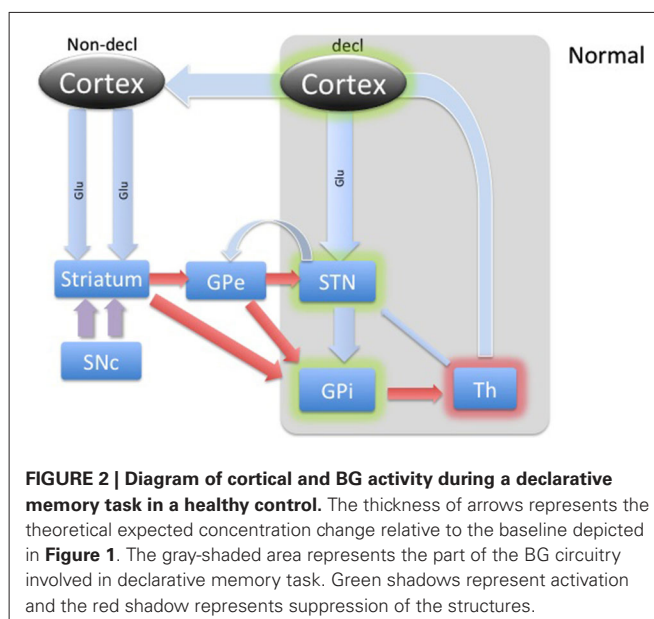 Non-decl
decl
Normal
Cortex
Cortex
Glu
Glu
Glu
Striatum
GPe
STN
SNc
GPi
Th
FIGURE 2 | Diagram of cortical and BG activity during a declarative
memory task in a healthy control. The thickness of arrows represents the
theoretical expected concentration change relative to the baseline depicted
in Figure 1. The gray-shaded area represents the part of the BG circuitry
involved in declarative memory task. Green shadows represent activation
and the red shadow represents suppression of the structures.